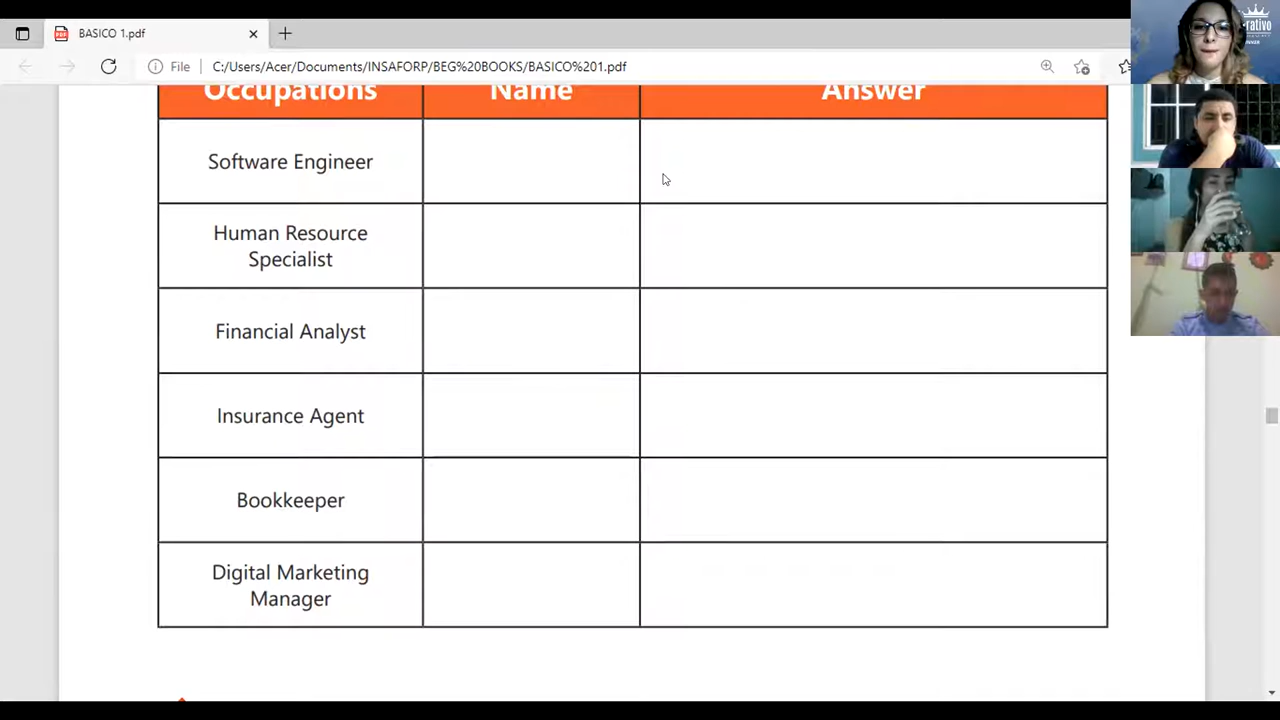 BASICO 1.pdf
File C:/Users/Acer/Documents/INSAFORP/BEG%20BOOKS/BASICO%201.pdf
rativo
Occupations Name Answer
Software Engineer
Human Resource
Specialist
Financial Analyst
Insurance Agent
Bookkeeper
Digital Marketing
Manager